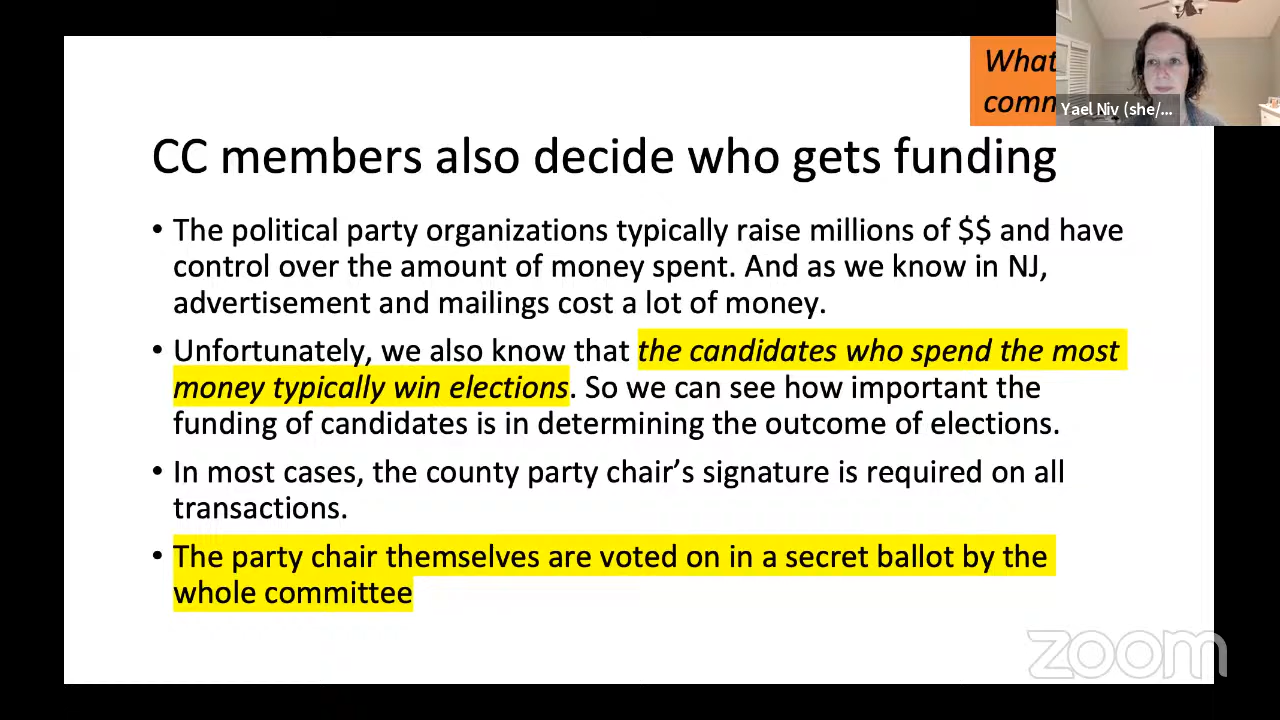 What
comm
Yael Niv (she/...
CC members also decide who gets funding
• The political party organizations typically raise millions of $$ and have
control over the amount of money spent. And as we know in NJ,
advertisement and mailings cost a lot of money.
• Unfortunately, we also know that the candidates who spend the most
money typically win elections. So we can see how important the
funding of candidates is in determining the outcome of elections.
• In most cases, the county party chair's signature is required on all
transactions.
• The party chair themselves are voted on in a secret ballot by the
whole committee
zoom